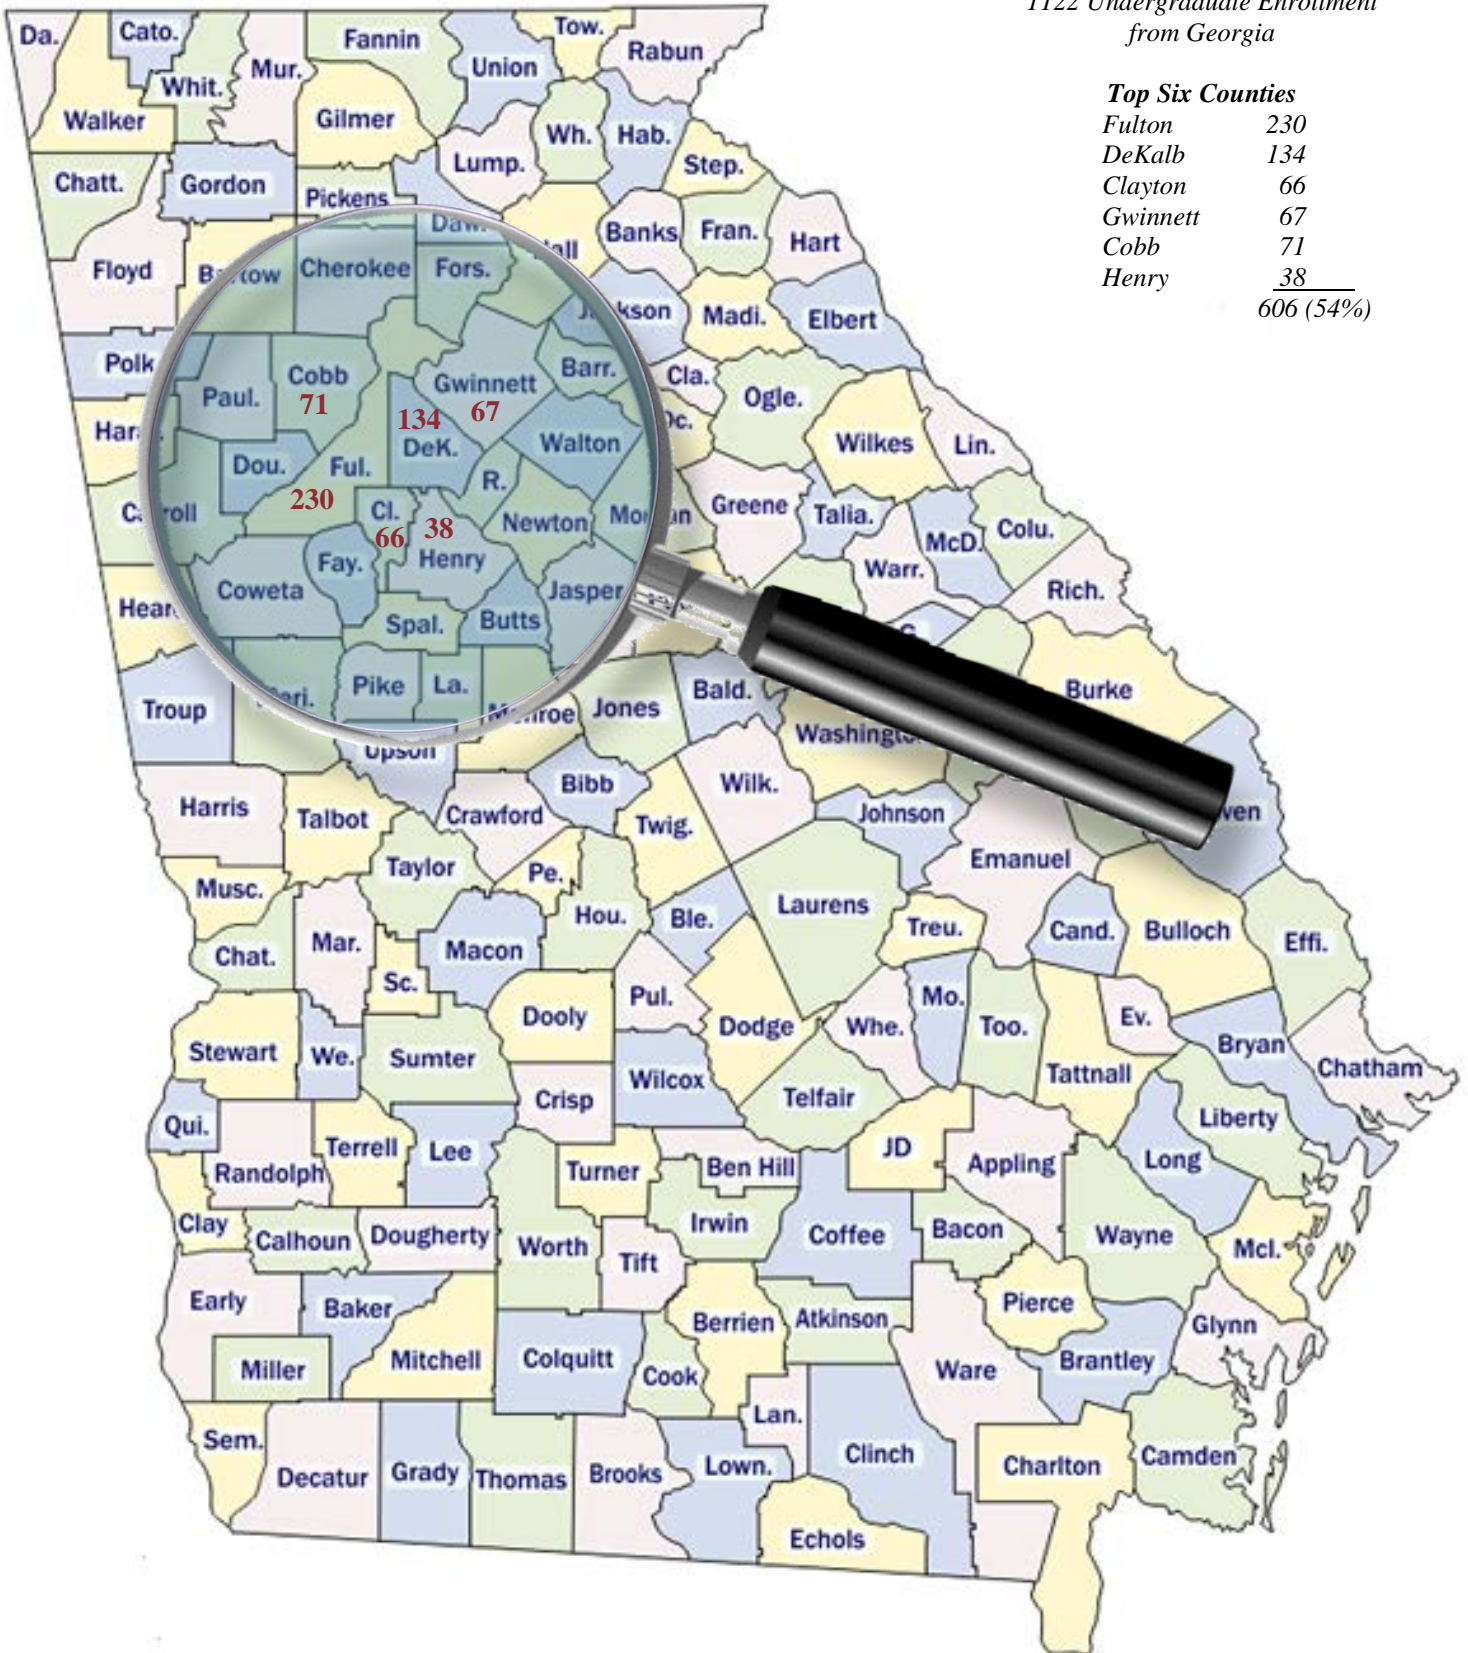 1122 Undergraduate Enrollment
from Georgia
Top Six Counties
Fulton 230
DeKalb 134
Clayton 66
Gwinnett 67
Cobb 71
Henry 38
606 (54%)
Da.
Cato.
Whit.
Mur.
Fannin
Union
Tow.
Rabun
Walker
Gilmer
Wh.
Hab.
Lump.
Step.
Chatt.
Gordon
Pickens
Daw.
Banks
Fran.
Hart
Floyd
Cherokee
Fors.
Madi.
Elbert
Polk
Paul.
Cobb
71
Gwinnett
67
Barr.
Cla.
Ogle.
134
DeK.
Walton
Wilkes
Lin.
Dou.
Ful.
230
R.
Cl.
66
38
Henry
Newton
Greene
Talia.
McD.
Colu.
Warr.
Rich.
Coweta
Fay.
Spal.
Butts
Jasper
Burke
Troup
Pike
La.
Jones
Bald.
Upson
Bibb
Wilk.
Johnson
Harris
Talbot
Crawford
Twig.
Emanuel
Musc.
Taylor
Pe.
Hou.
Ble.
Laurens
Treu.
Cand.
Bulloch
Effi.
Chat.
Mar.
Sc.
Macon
Dooly
Pul.
Dodge
Whe.
Mo.
Too.
Ev.
Tattnall
Bryan
Chatham
Stewart
We.
Sumter
Crisp
Wilcox
Telfair
Liberty
Qui.
Randolph
Terrell
Lee
Turner
Ben Hill
JD
Appling
Long
Clay
Calhoun
Dougherty
Worth
Tift
Irwin
Coffee
Bacon
Wayne
McI.
Early
Baker
Mitchell
Miller
Colquitt
Cook
Berrien
Atkinson
Pierce
Ware
Brantley
Glynn
Sem.
Decatur
Grady
Thomas
Brooks
Lown.
Lan.
Clinch
Echols
Charlton
Camden